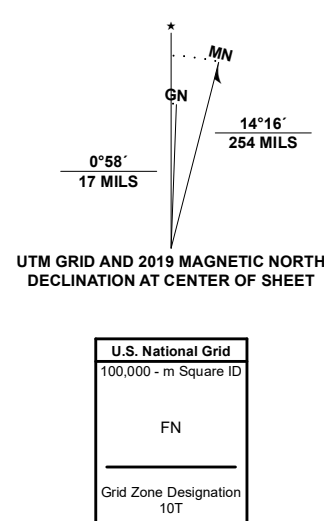 ★
MN
GN
14°16´
254 MILS
0°58´
17 MILS
UTM GRID AND 2019 MAGNETIC NORTH
DECLINATION AT CENTER OF SHEET
U.S. National Grid
100,000 - m Square ID
FN
Grid Zone Designation
10T